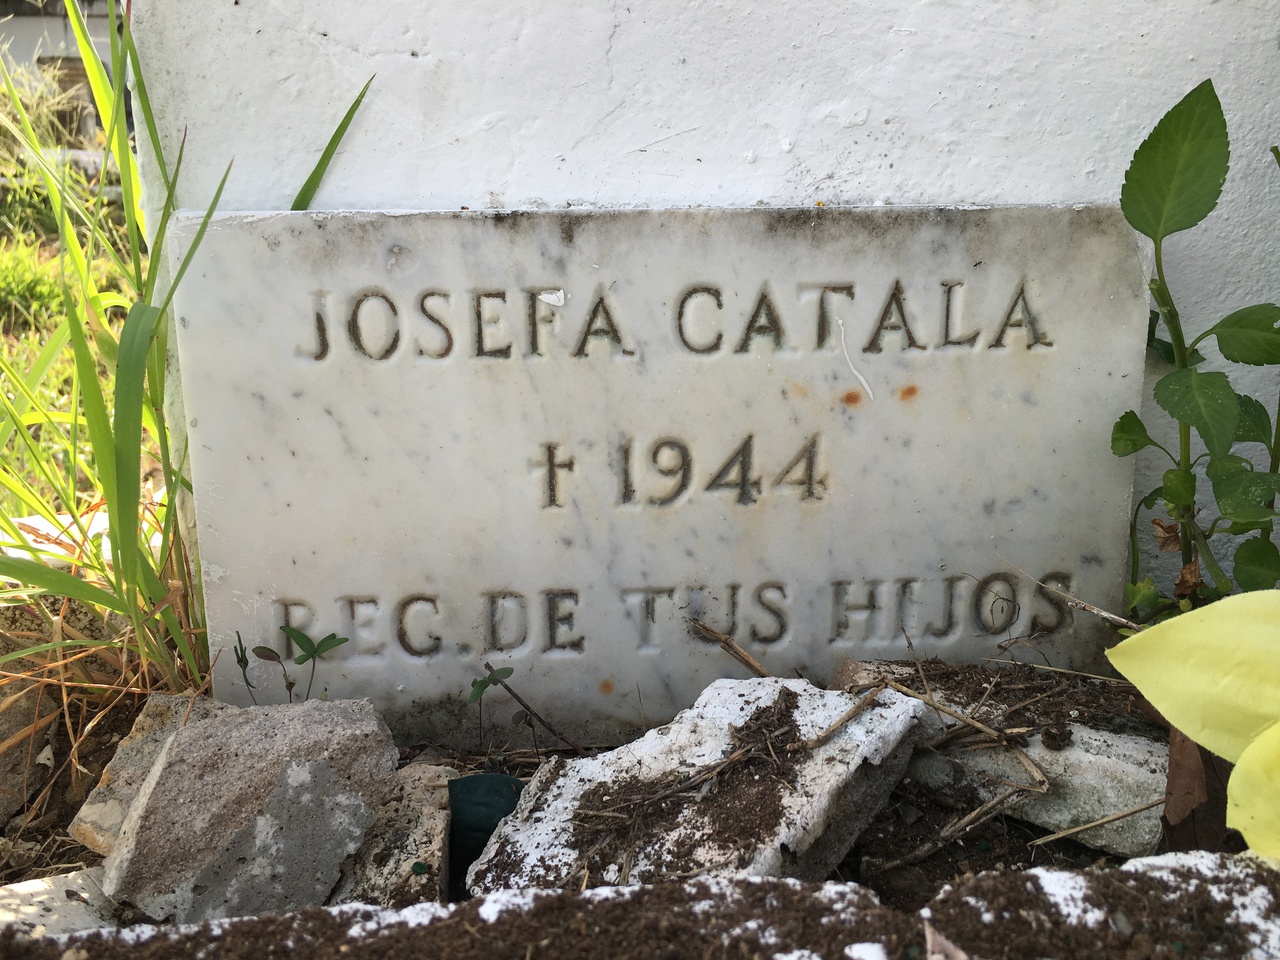 JOSEFA CATALA
† 1944
REC. DE TUS HIJOS